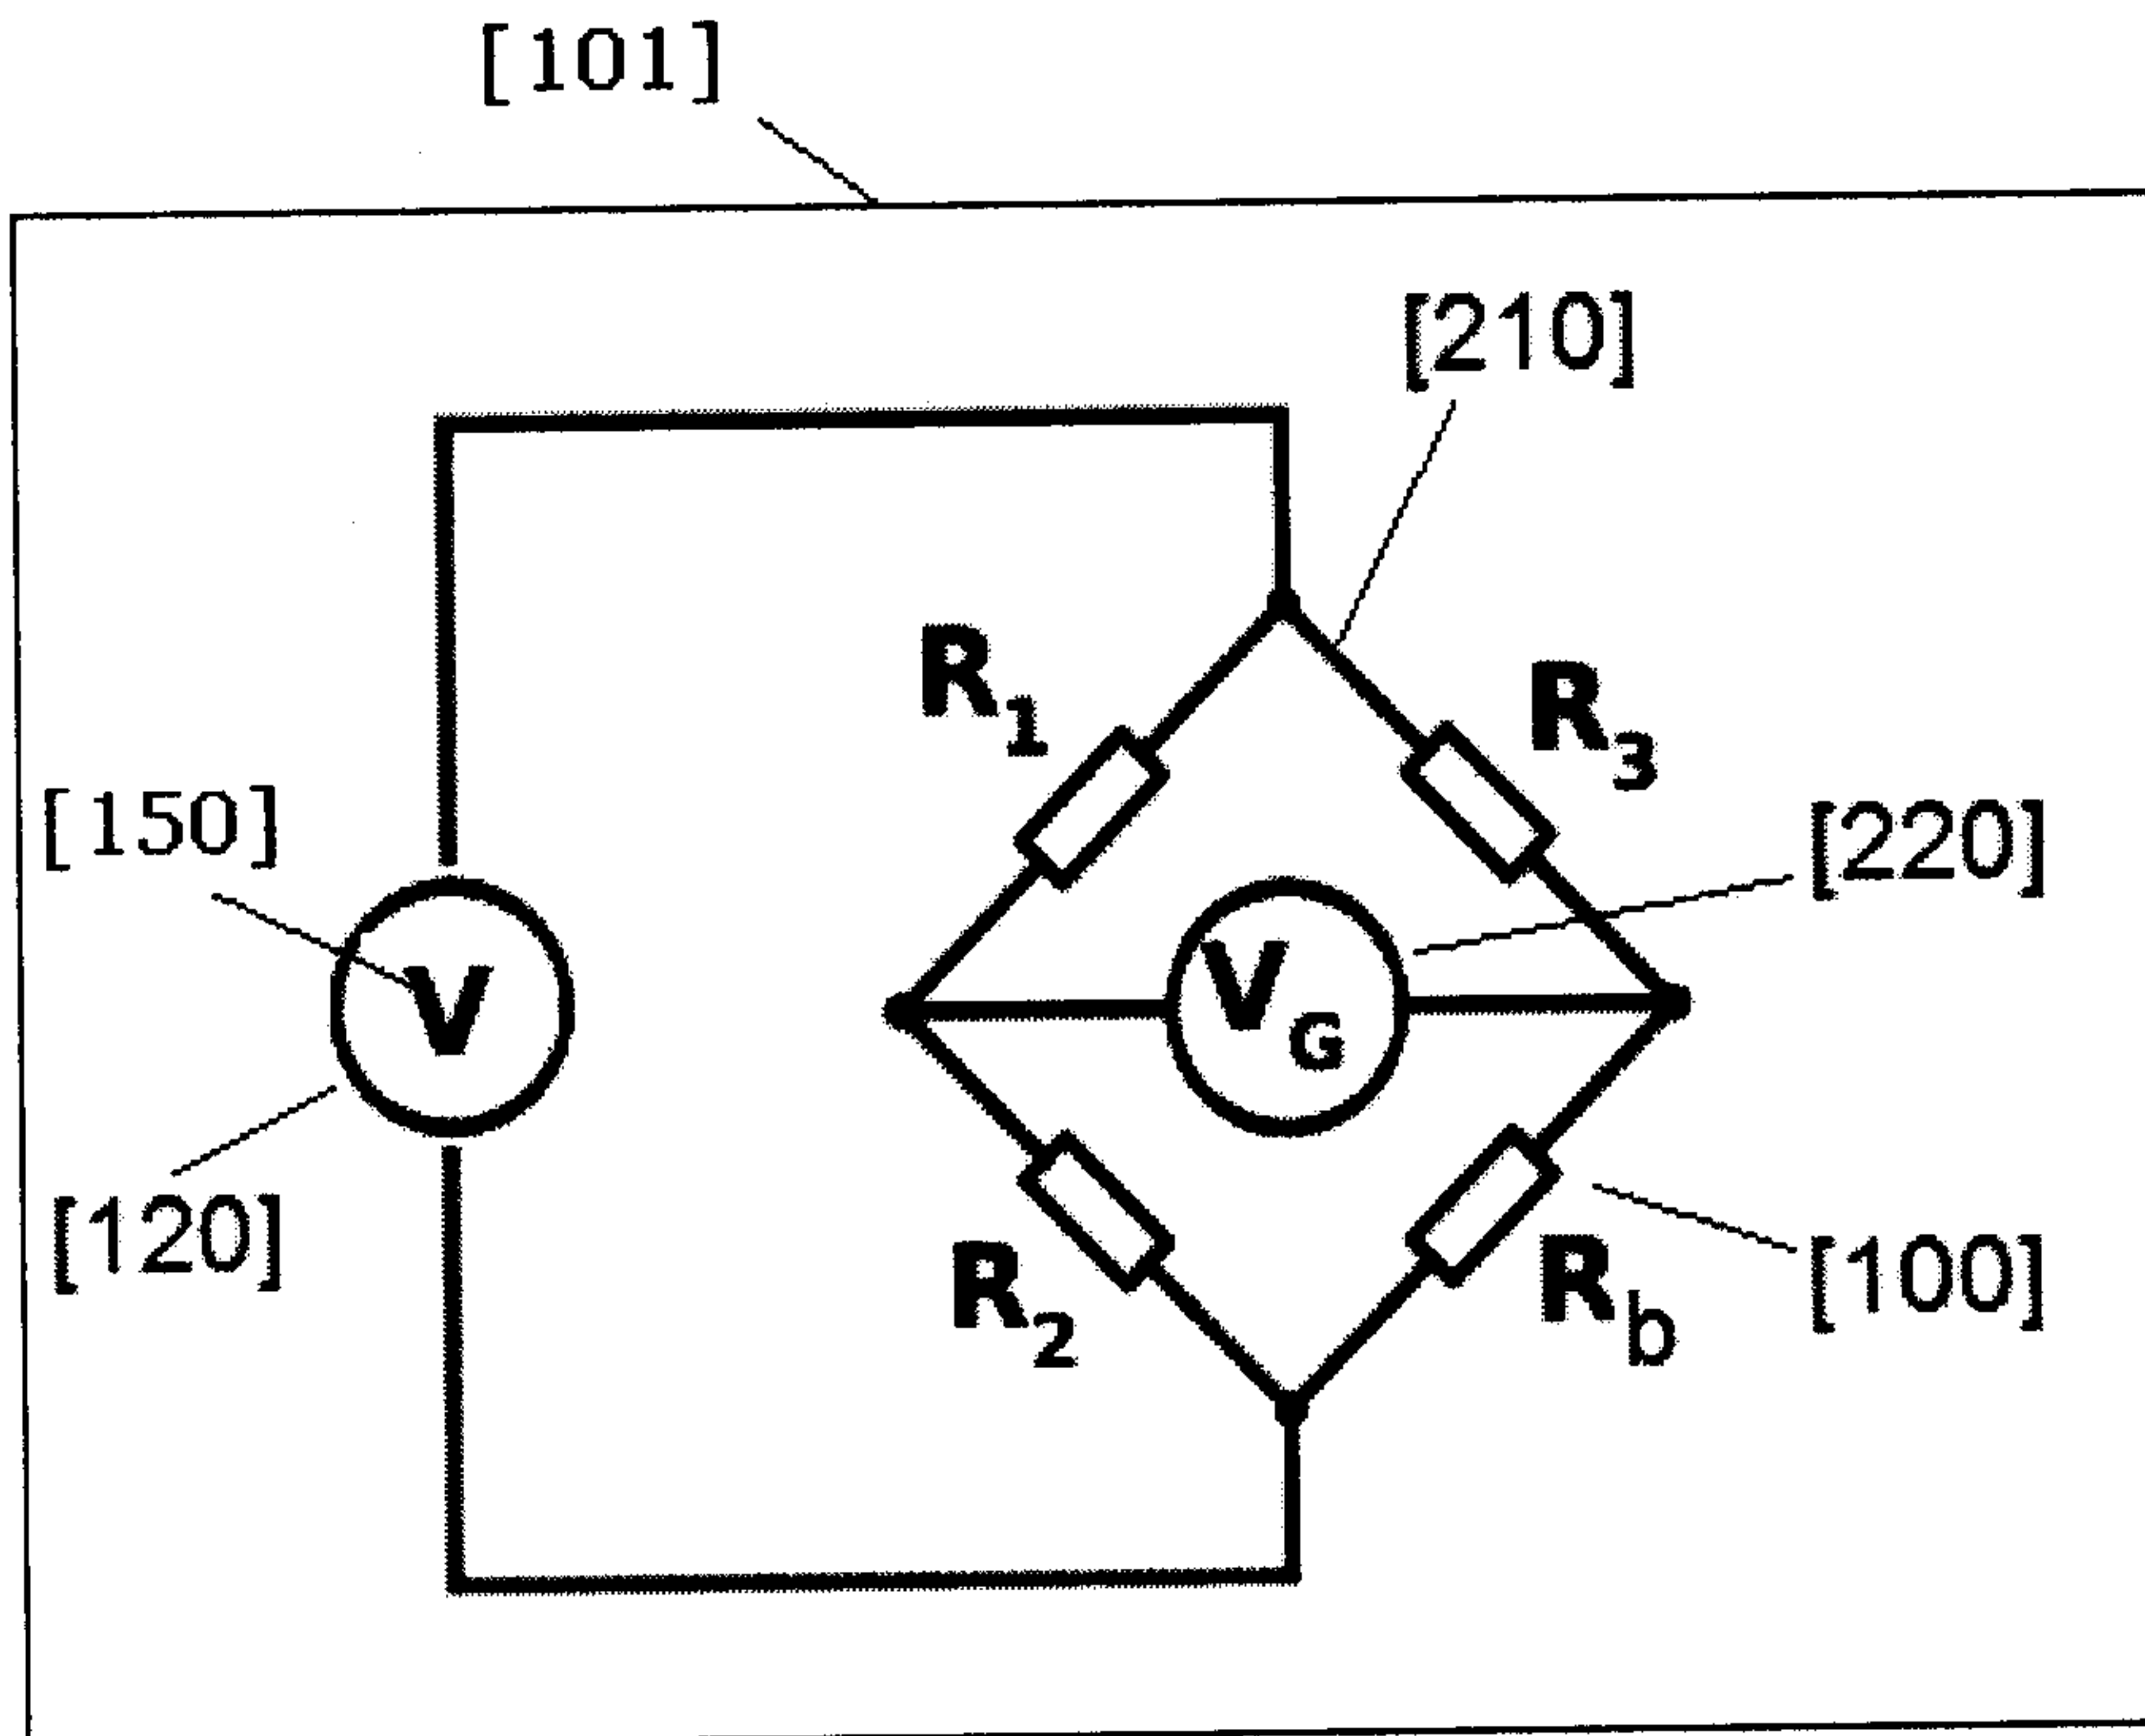 [101]
[210]
R1
R3
[150]
[220]
V
VG
[120]
R2
Rb
[100]